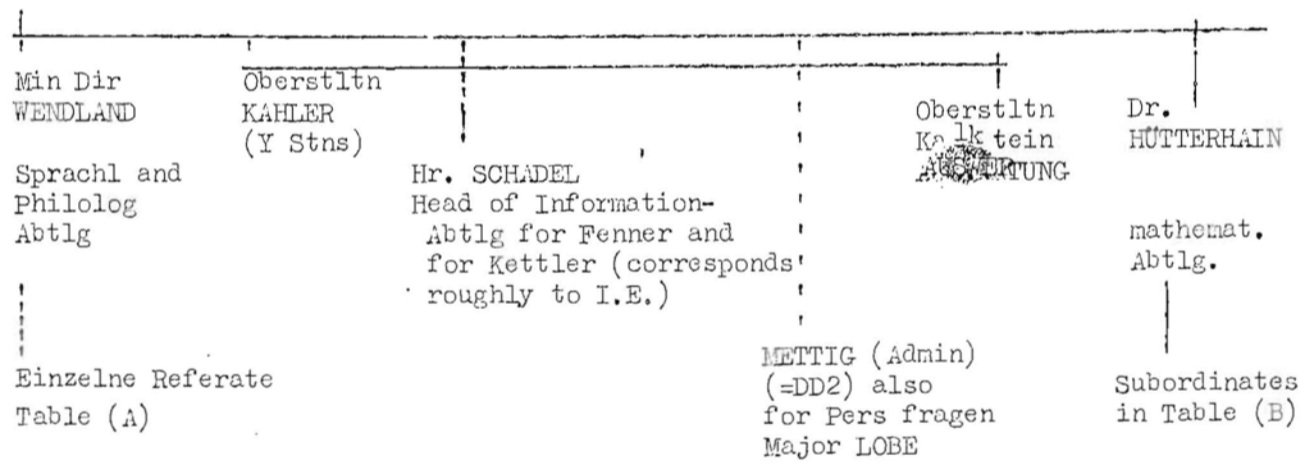 Min Dir
WENDLAND
Sprachl and
Philolog
Abtlg
Einzelne Referate
Table (A)
Oberstltn
KAHLER
(Y Stns)
Hr. SCHADEL
Head of Information-
Abtlg for Fenner and
for Kettler (corresponds
roughly to I.E.)
METTIG (Admin)
(=DD2) also
for Pers fragen
Major LOBE
Oberstltn
Kalkstein
AUSWERTUNG
Dr.
HÜTTERHAIN
mathemat.
Abtlg.
Subordinates
in Table (B)